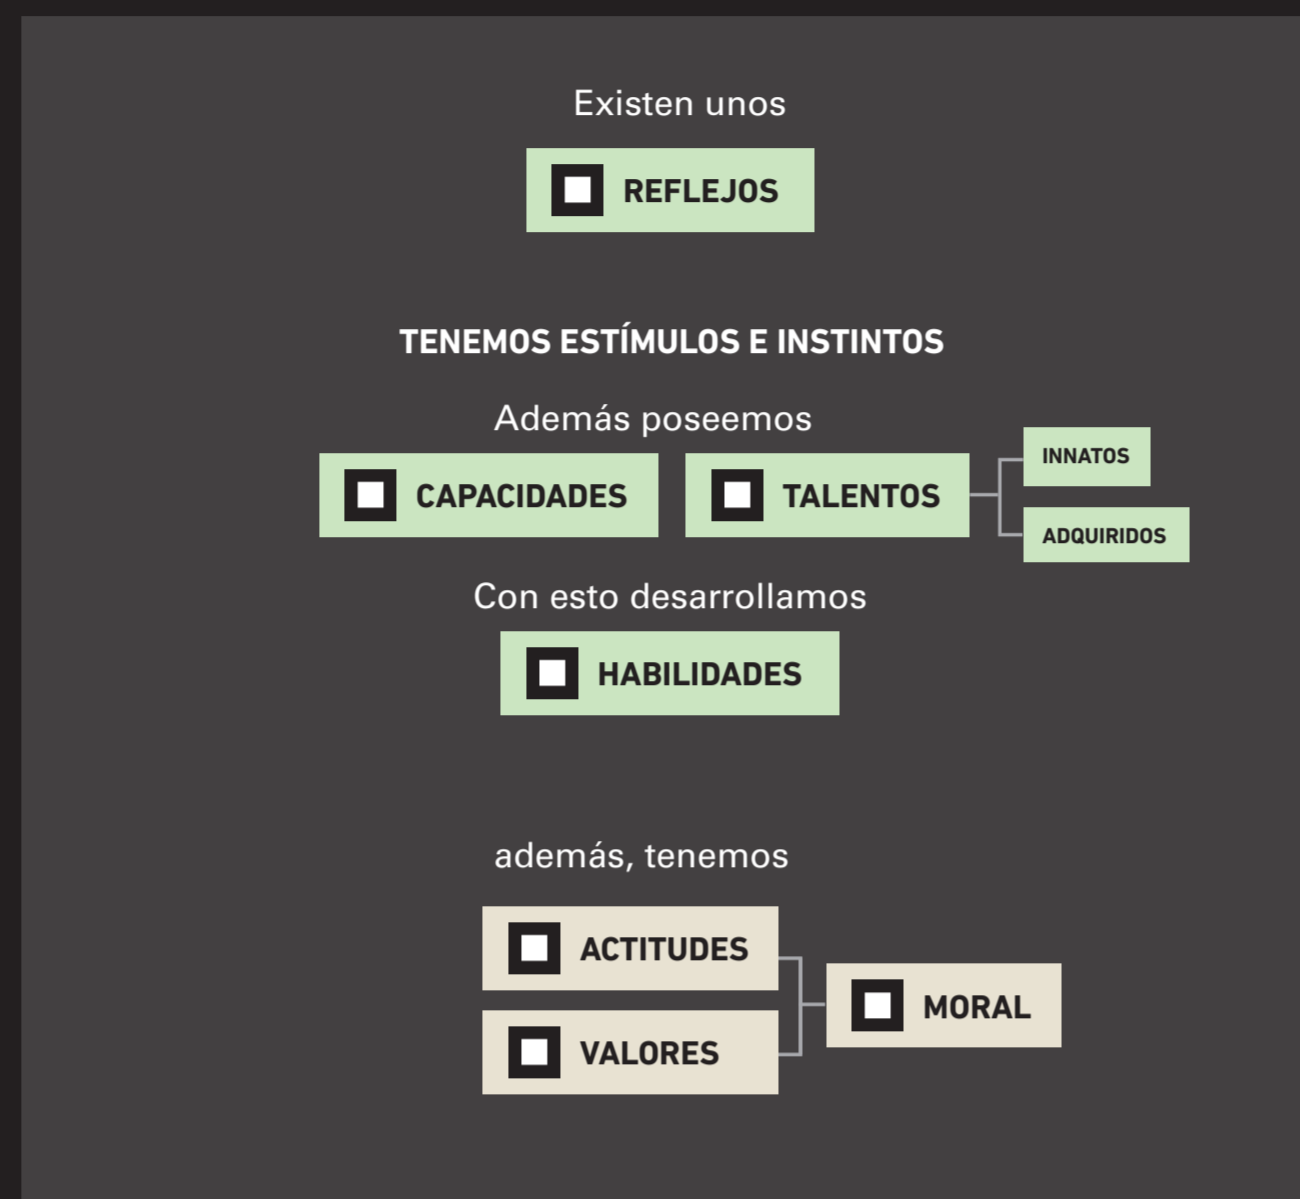 Existen unos
REFLEJOS
TENEMOS ESTÍMULOS E INSTINTOS
Además poseemos
CAPACIDADES
TALENTOS
INNATOS
ADQUIRIDOS
Con esto desarrollamos
HABILIDADES
además, tenemos
ACTITUDES
VALORES
MORAL